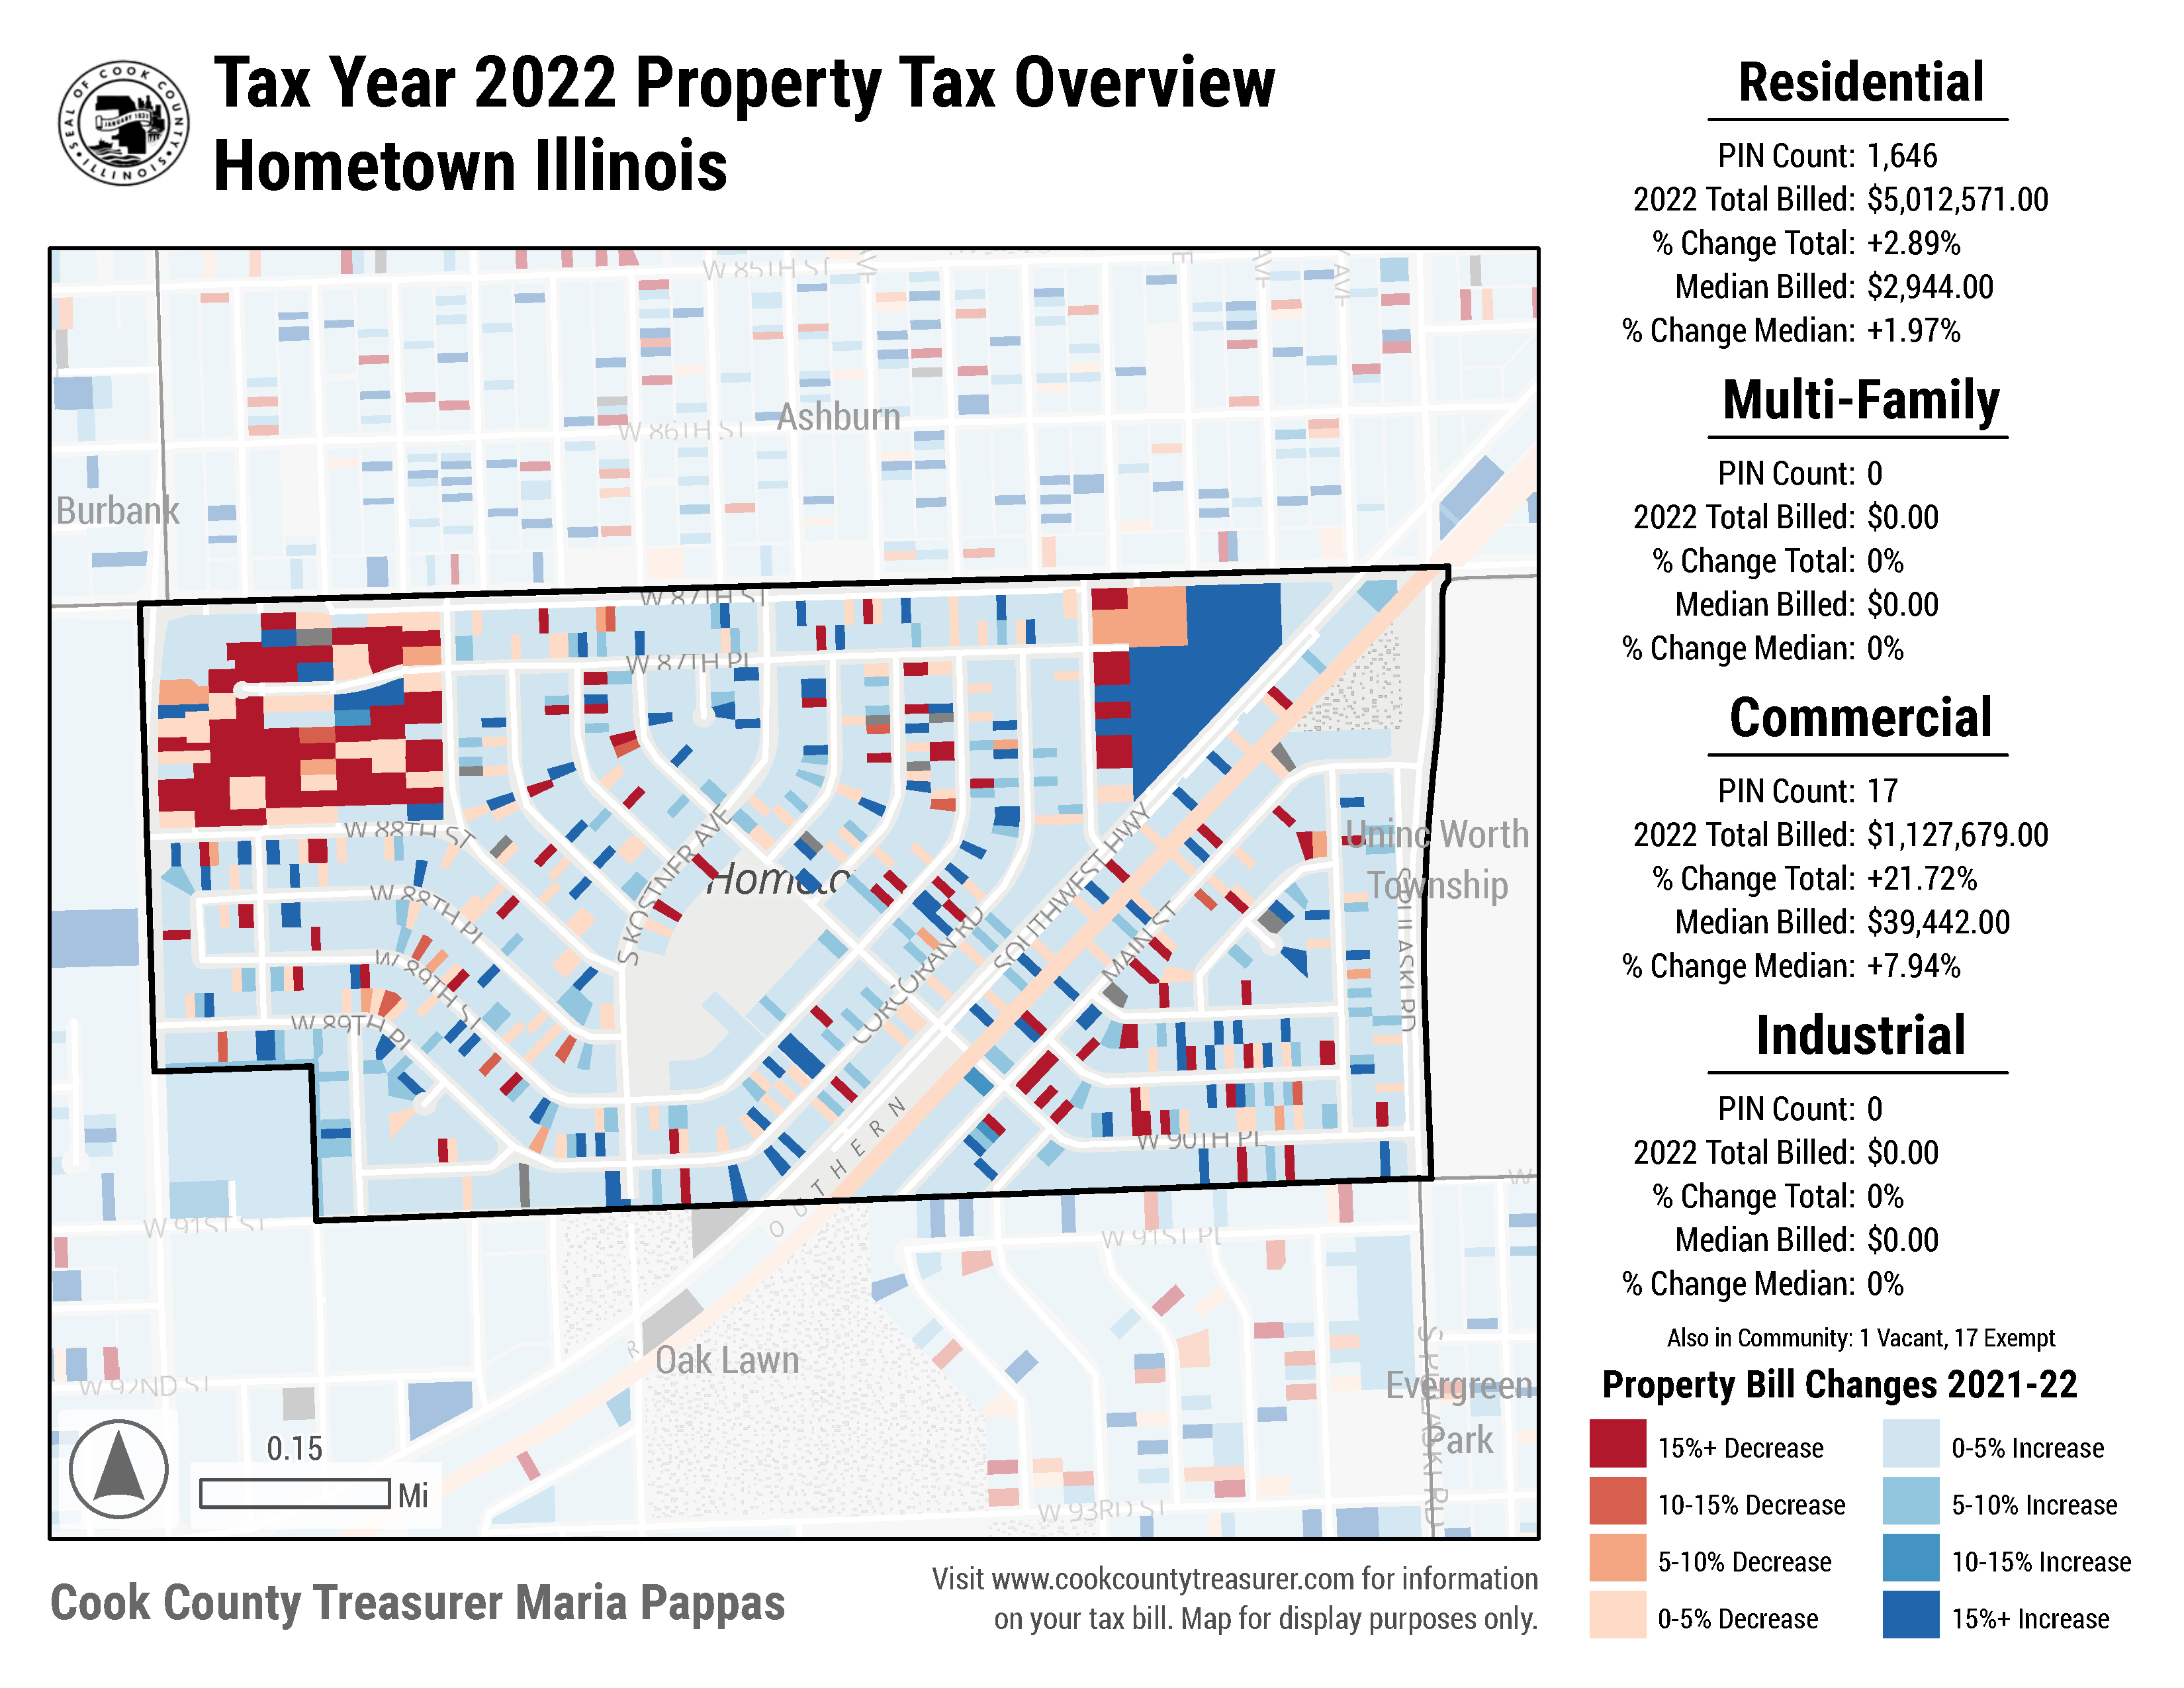 Tax Year 2022 Property Tax Overview
Hometown Illinois
SEAL OF COOK COUNTY
ILLINOIS
JANUARY 1831
Residential
PIN Count: 1,646
2022 Total Billed: $5,012,571.00
% Change Total: +2.89%
Median Billed: $2,944.00
% Change Median: +1.97%
Multi-Family
PIN Count: 0
2022 Total Billed: $0.00
% Change Total: 0%
Median Billed: $0.00
% Change Median: 0%
Commercial
PIN Count: 17
2022 Total Billed: $1,127,679.00
% Change Total: +21.72%
Median Billed: $39,442.00
% Change Median: +7.94%
Industrial
PIN Count: 0
2022 Total Billed: $0.00
% Change Total: 0%
Median Billed: $0.00
% Change Median: 0%
Also in Community: 1 Vacant, 17 Exempt
Property Bill Changes 2021-22
15%+ Decrease
10-15% Decrease
5-10% Decrease
0-5% Decrease
0-5% Increase
5-10% Increase
10-15% Increase
15%+ Increase
W 85TH ST
Ashburn
W 86TH ST
Burbank
W 87TH ST
W 87TH PL
W 88TH ST
S KOSTNER AVE
W 88TH PL
W 89TH ST
W 89TH PL
CORCORAN RD
SOUTHWEST HWY
MAIN ST
Uninc Worth
Township
S PULASKI RD
W 90TH PL
OUTHERN
R
W 91ST ST
W 91ST PL
Oak Lawn
W 92ND ST
Evergreen
Park
S PULASKI RD
W 93RD ST
0.15
Mi
Cook County Treasurer Maria Pappas
Visit www.cookcountytreasurer.com for information
on your tax bill. Map for display purposes only.